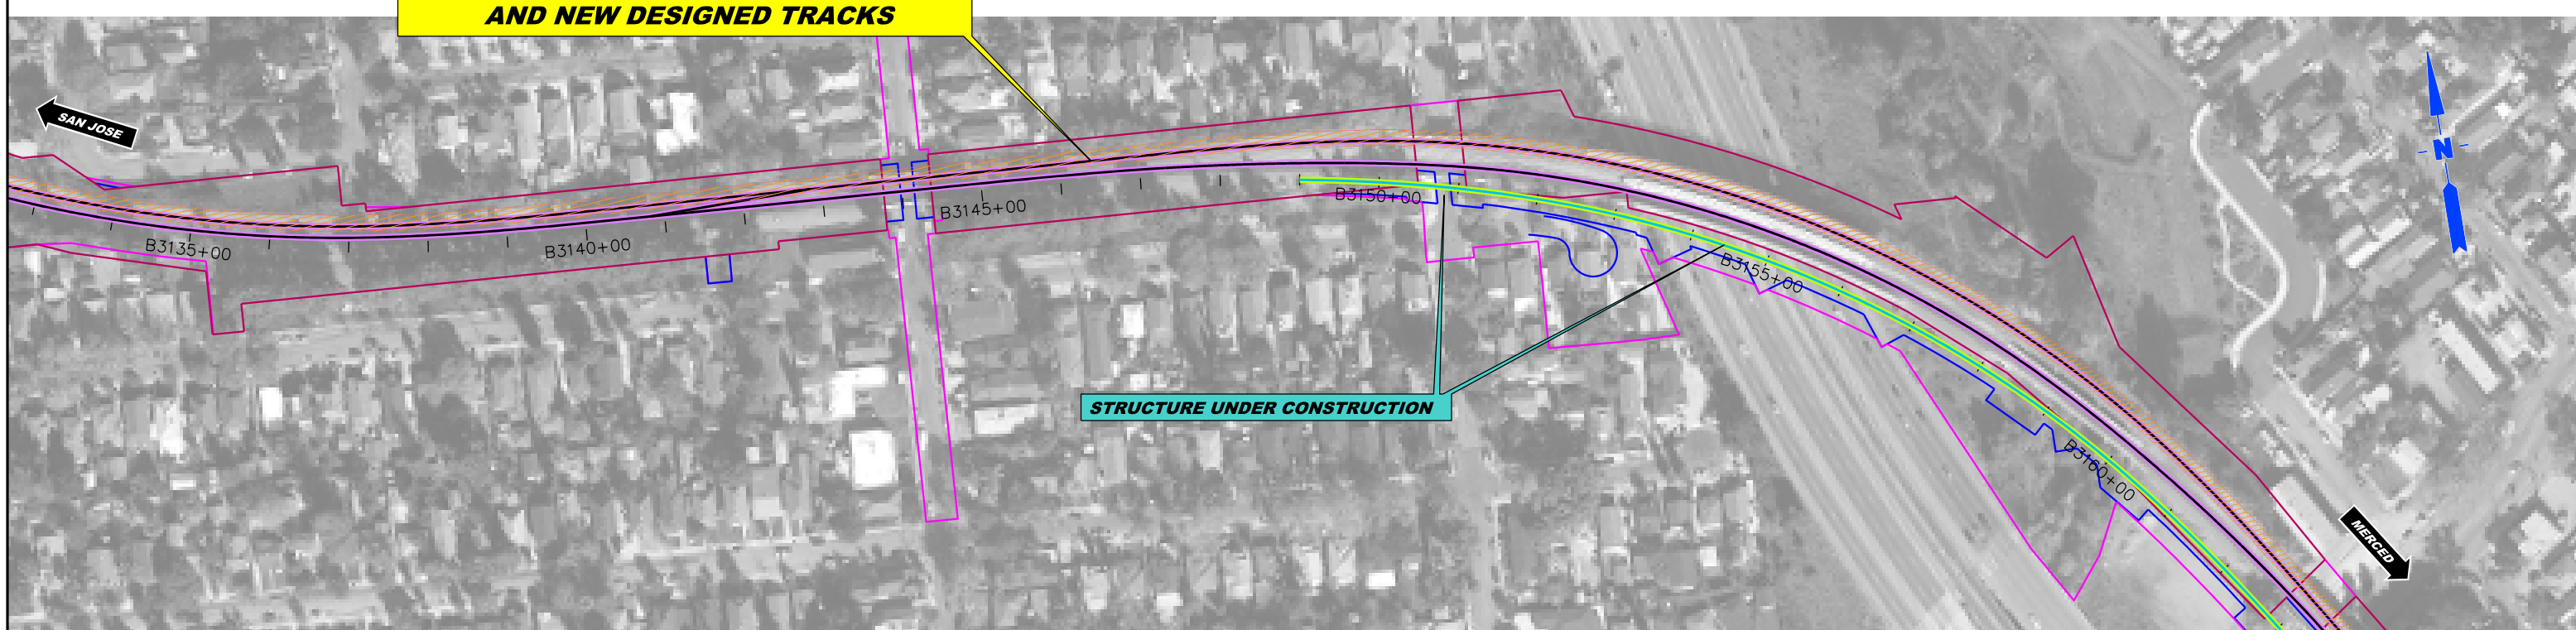 AND NEW DESIGNED TRACKS
SAN JOSE
N
B3135+00
B3140+00
B3145+00
B3150+00
B3155+00
B3160+00
STRUCTURE UNDER CONSTRUCTION
MERCED